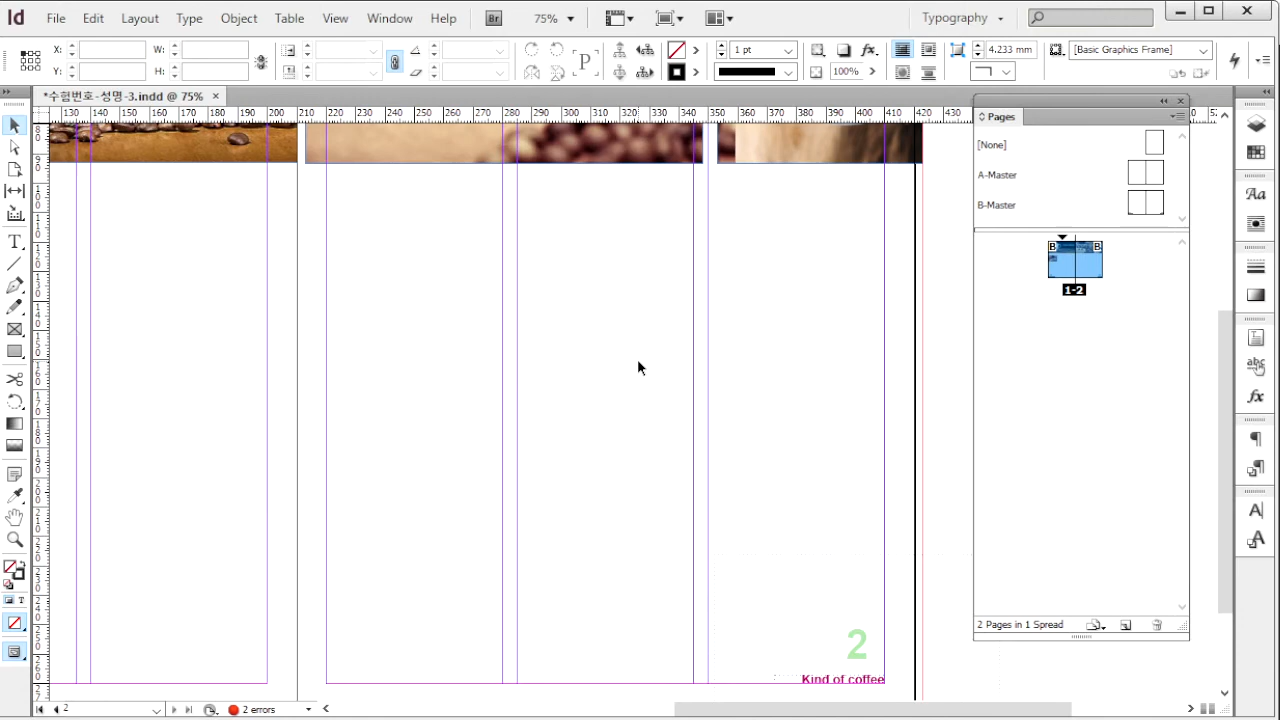 Id File Edit Layout Type Object Table View Window Help Br 75% Typography
X: W: 1 pt 4.233 mm [Basic Graphics Frame]
Y: H: P 100% fx
*수험번호-성명-3.indd @ 75% ×
130 140 150 160 170 180 190 200 210 220 230 240 250 260 270 280 290 300 310 320 330 340 350 360 370 380 390 400 410 420 430
Pages
[None]
A-Master
B-Master
B B
1-2
2
Kind of coffee
2 Pages in 1 Spread
2 2 errors